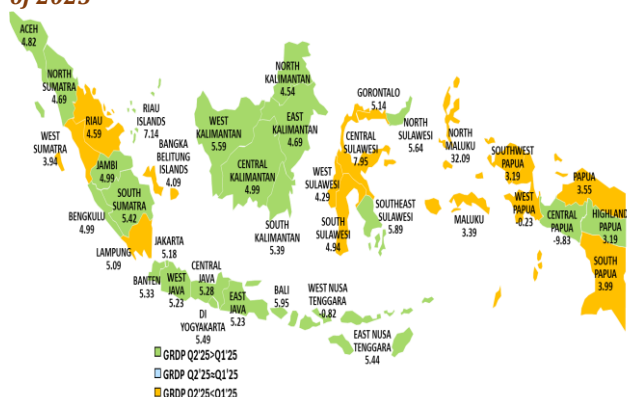 of 2025
ACEH
4.82
NORTH
SUMATRA
4.69
RIAU
4.59
RIAU
ISLANDS
7.14
WEST
SUMATRA
3.94
BANGKA
BELITUNG
ISLANDS
4.09
JAMBI
4.99
SOUTH
SUMATRA
5.42
BENGKULU
4.99
LAMPUNG
5.09
JAKARTA
5.18
BANTEN
5.33
WEST
JAVA
5.23
CENTRAL
JAVA
5.28
DI
YOGYAKARTA
5.49
EAST
JAVA
5.23
BALI
5.95
WEST NUSA
TENGGARA
-0.82
EAST NUSA
TENGGARA
5.44
NORTH
KALIMANTAN
4.54
WEST
KALIMANTAN
5.59
EAST
KALIMANTAN
4.69
CENTRAL
KALIMANTAN
4.99
SOUTH
KALIMANTAN
5.39
GORONTALO
5.14
NORTH
SULAWESI
5.64
CENTRAL
SULAWESI
7.95
WEST
SULAWESI
4.29
SOUTH
SULAWESI
4.94
SOUTHEAST
SULAWESI
5.89
NORTH
MALUKU
32.09
MALUKU
3.39
SOUTHWEST
PAPUA
3.19
WEST
PAPUA
-0.23
PAPUA
3.55
CENTRAL
PAPUA
-9.83
HIGHLAND
PAPUA
3.19
SOUTH
PAPUA
3.99
GRDP Q2'25>Q1'25
GRDP Q2'25≈Q1'25
GRDP Q2'25<Q1'25